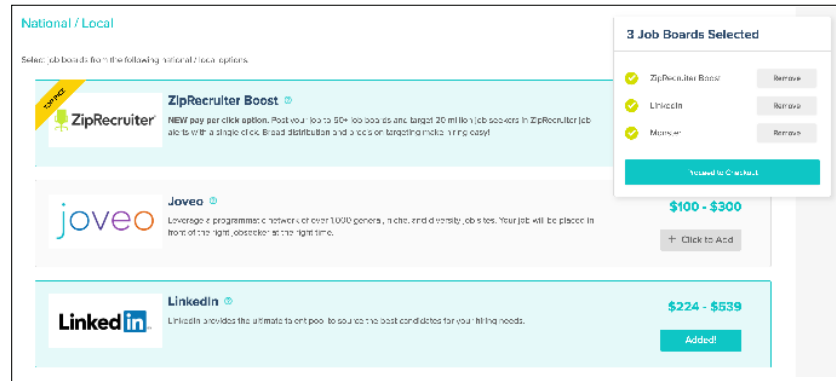 National / Local
Select job boards from the following national / local options.
TOP PICK
ZipRecruiter
ZipRecruiter Boost
NEW pay per click option. Post your job to 50+ job boards and target 20 million job seekers in ZipRecruiter job
alerts with a single click. Broad distribution and precision targeting make hiring easy!
3 Job Boards Selected
ZipRecruiter Boost
Remove
LinkedIn
Remove
Monster
Remove
Proceed to Checkout
joveo
Joveo
Leverage a programmatic network of over 1,000 general, niche, and diversity job sites. Your job will be placed in
front of the right jobseeker at the right time.
$100 - $300
+ Click to Add
Linked in
LinkedIn
LinkedIn provides the ultimate talent pool to source the best candidates for your hiring needs.
$224 - $539
Added!